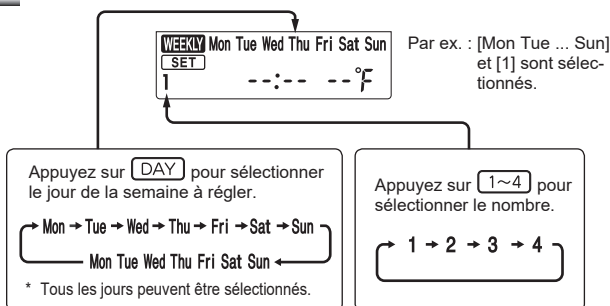 WEEKLY Mon Tue Wed Thu Fri Sat Sun
SET
1 --:-- --°F
Par ex. : [Mon Tue ... Sun]
et [1] sont sélec-
tionnés.
Appuyez sur DAY pour sélectionner
le jour de la semaine à régler.
Mon → Tue → Wed → Thu → Fri → Sat → Sun
Mon Tue Wed Thu Fri Sat Sun
* Tous les jours peuvent être sélectionnés.
Appuyez sur 1~4 pour
sélectionner le nombre.
1 → 2 → 3 → 4